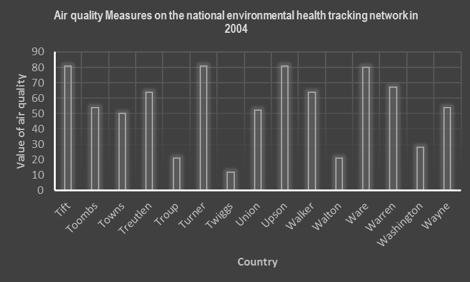 Air quality Measures on the national environmental health tracking network in
2004
Value of air quality
90
80
70
60
50
40
30
20
10
0
Tift
Toombs
Towns
Treutlen
Troup
Turner
Twiggs
Union
Upson
Walker
Walton
Ware
Warren
Washington
Wayne
Country